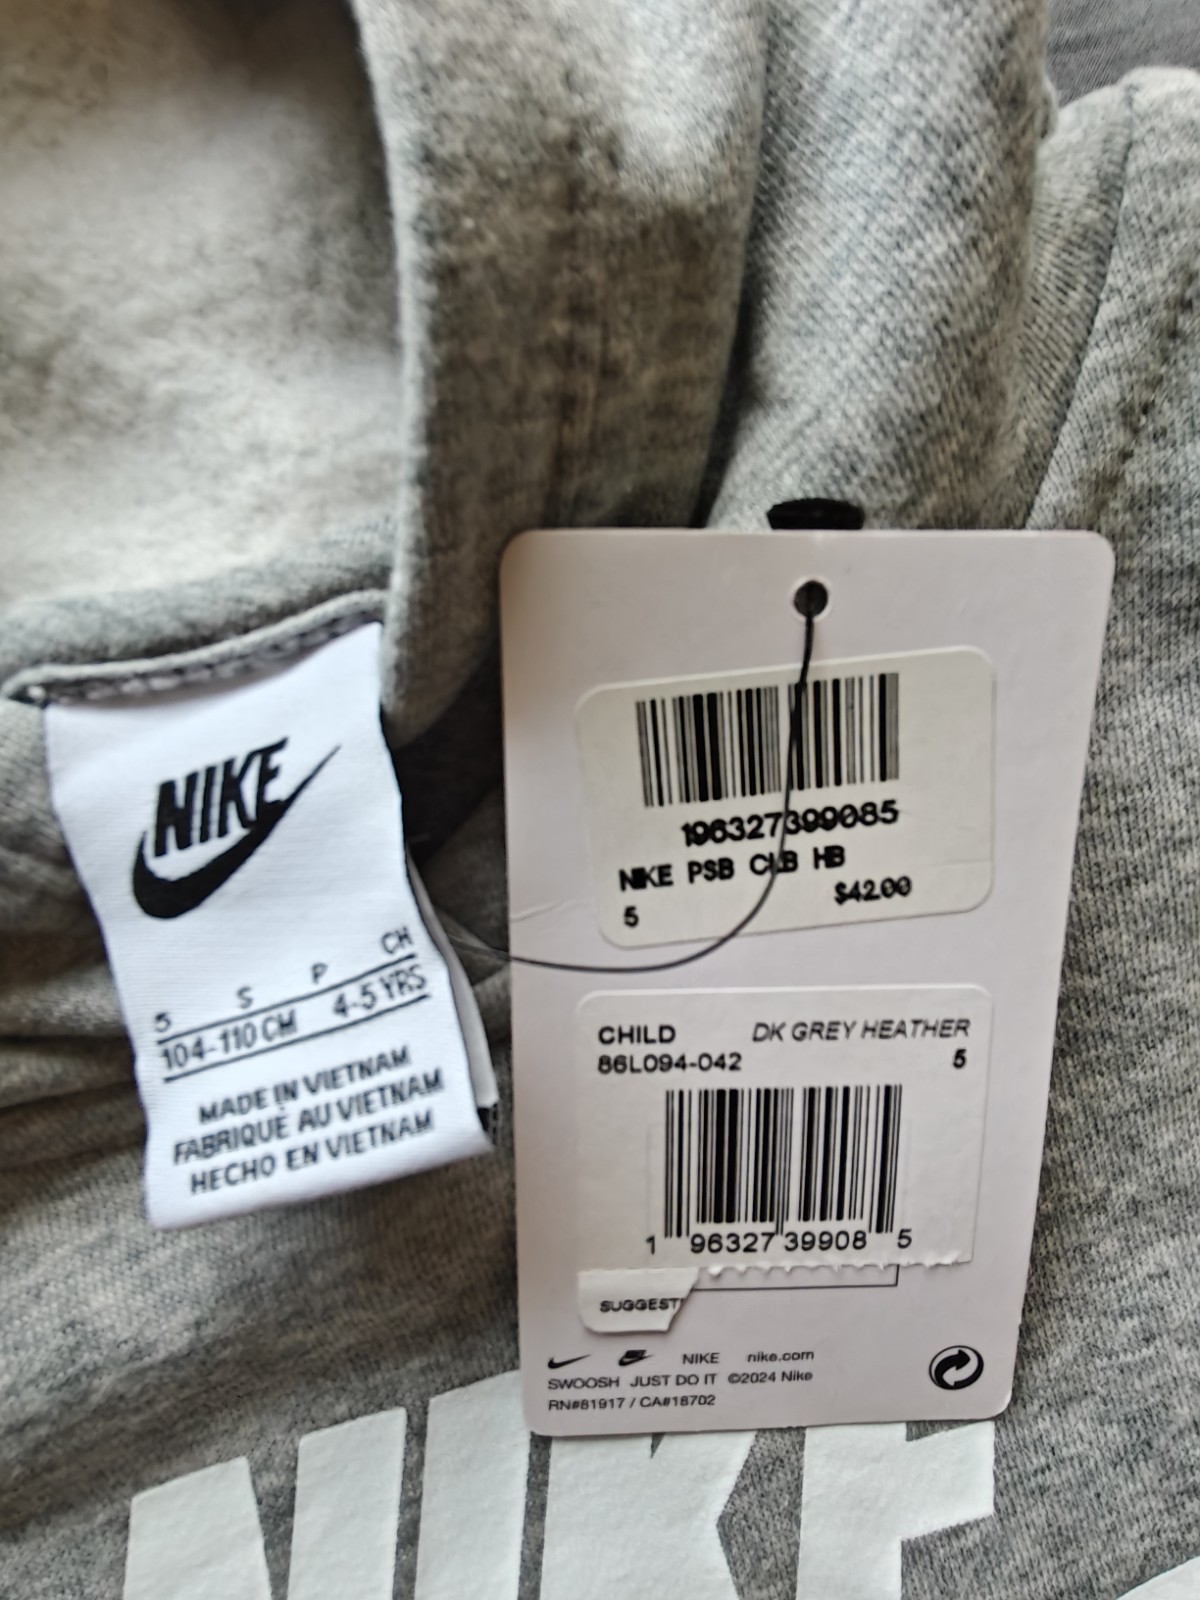 NIKE
5 S P CH
104-110 CM 4-5 YRS
MADE IN VIETNAM
FABRIQUÉ AU VIETNAM
HECHO EN VIETNAM
196327399085
NIKE PSB CLB HB
$42.00
5
CHILD DK GREY HEATHER
86L094-042 5
1 96327 39908 5
SUGGEST
NIKE nike.com
SWOOSH JUST DO IT ©2024 Nike
RN#81917 / CA#18702
NIKE